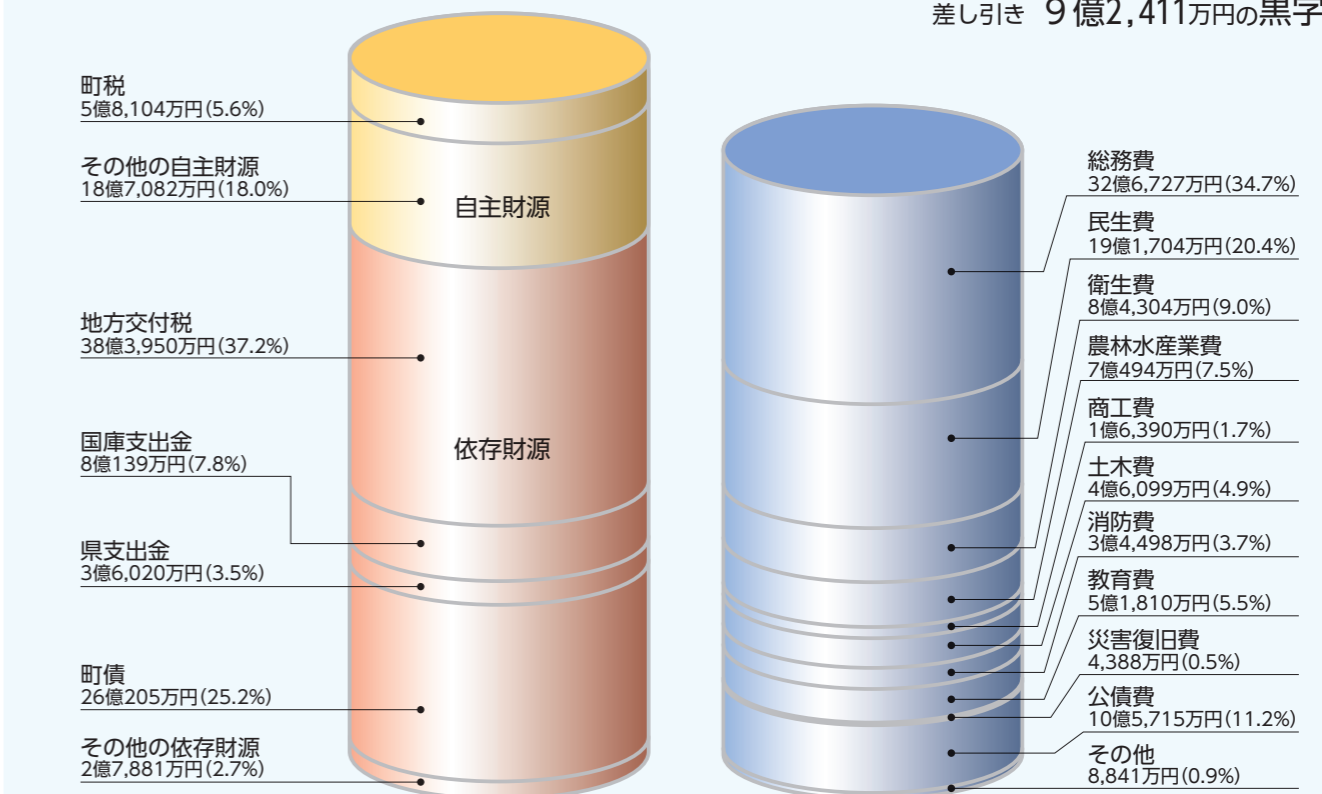 差し引き 9億2,411万円の黒字
町税
5億8,104万円(5.6%)
その他の自主財源
18億7,082万円(18.0%)
自主財源
地方交付税
38億3,950万円(37.2%)
依存財源
国庫支出金
8億139万円(7.8%)
県支出金
3億6,020万円(3.5%)
町債
26億205万円(25.2%)
その他の依存財源
2億7,881万円(2.7%)
総務費
32億6,727万円(34.7%)
民生費
19億1,704万円(20.4%)
衛生費
8億4,304万円(9.0%)
農林水産業費
7億494万円(7.5%)
商工費
1億6,390万円(1.7%)
土木費
4億6,099万円(4.9%)
消防費
3億4,498万円(3.7%)
教育費
5億1,810万円(5.5%)
災害復旧費
4,388万円(0.5%)
公債費
10億5,715万円(11.2%)
その他
8,841万円(0.9%)